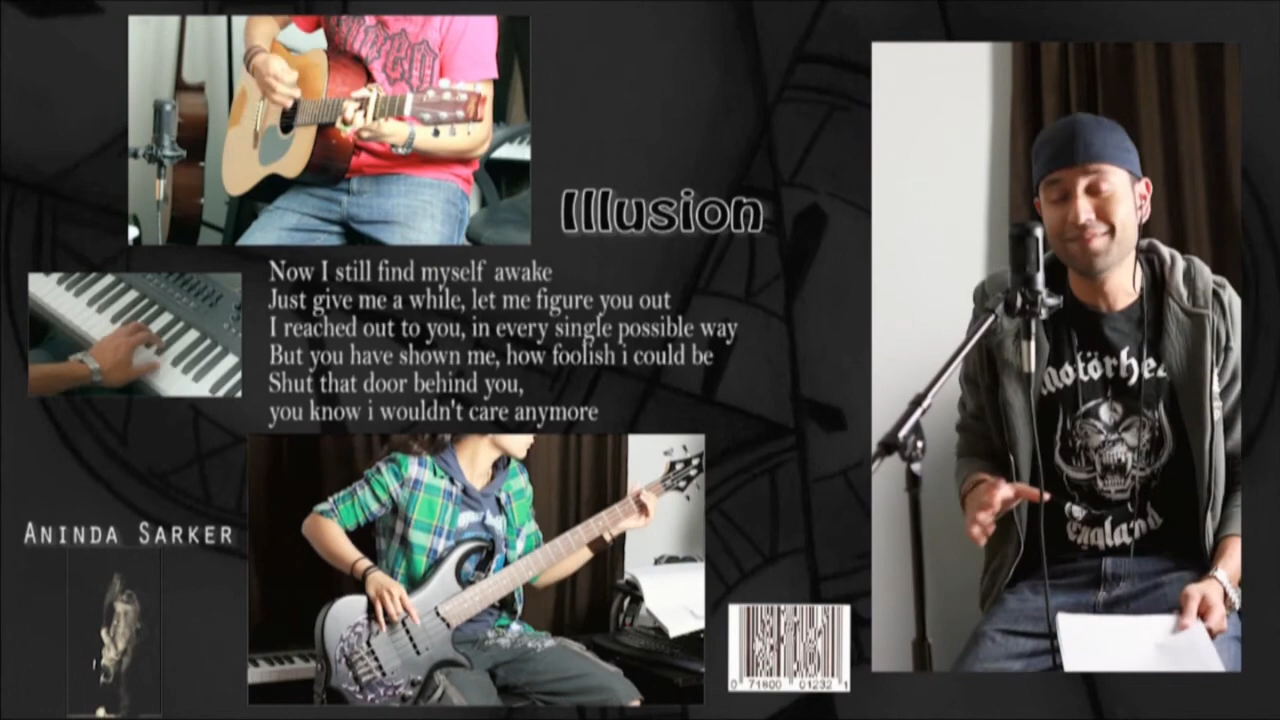 Illusion
Now I still find myself awake
Just give me a while, let me figure you out
I reached out to you, in every single possible way
But you have shown me, how foolish i could be
Shut that door behind you,
you know i wouldn't care anymore
ANINDA SARKER
England
0 71800 01232 1